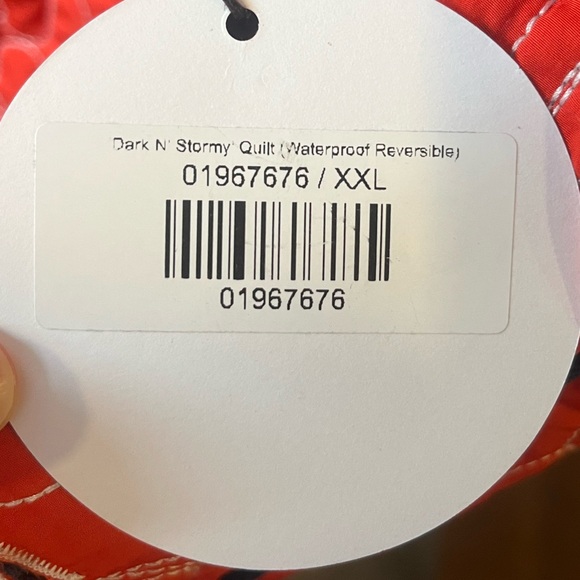 Dark N' Stormy' Quilt (Waterproof Reversible)
01967676 / XXL
01967676